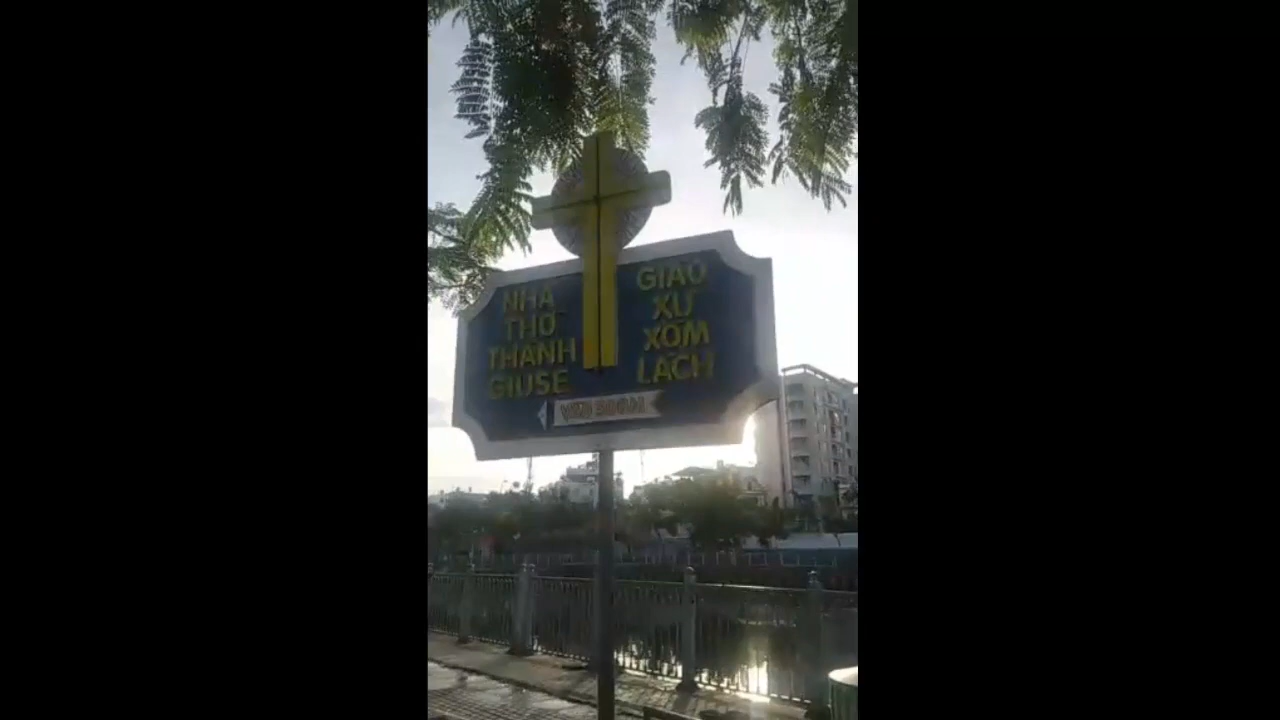 NHÀ
THỜ
THÁNH
GIUSE
GIÁO
XỨ
XÓM
LÁCH